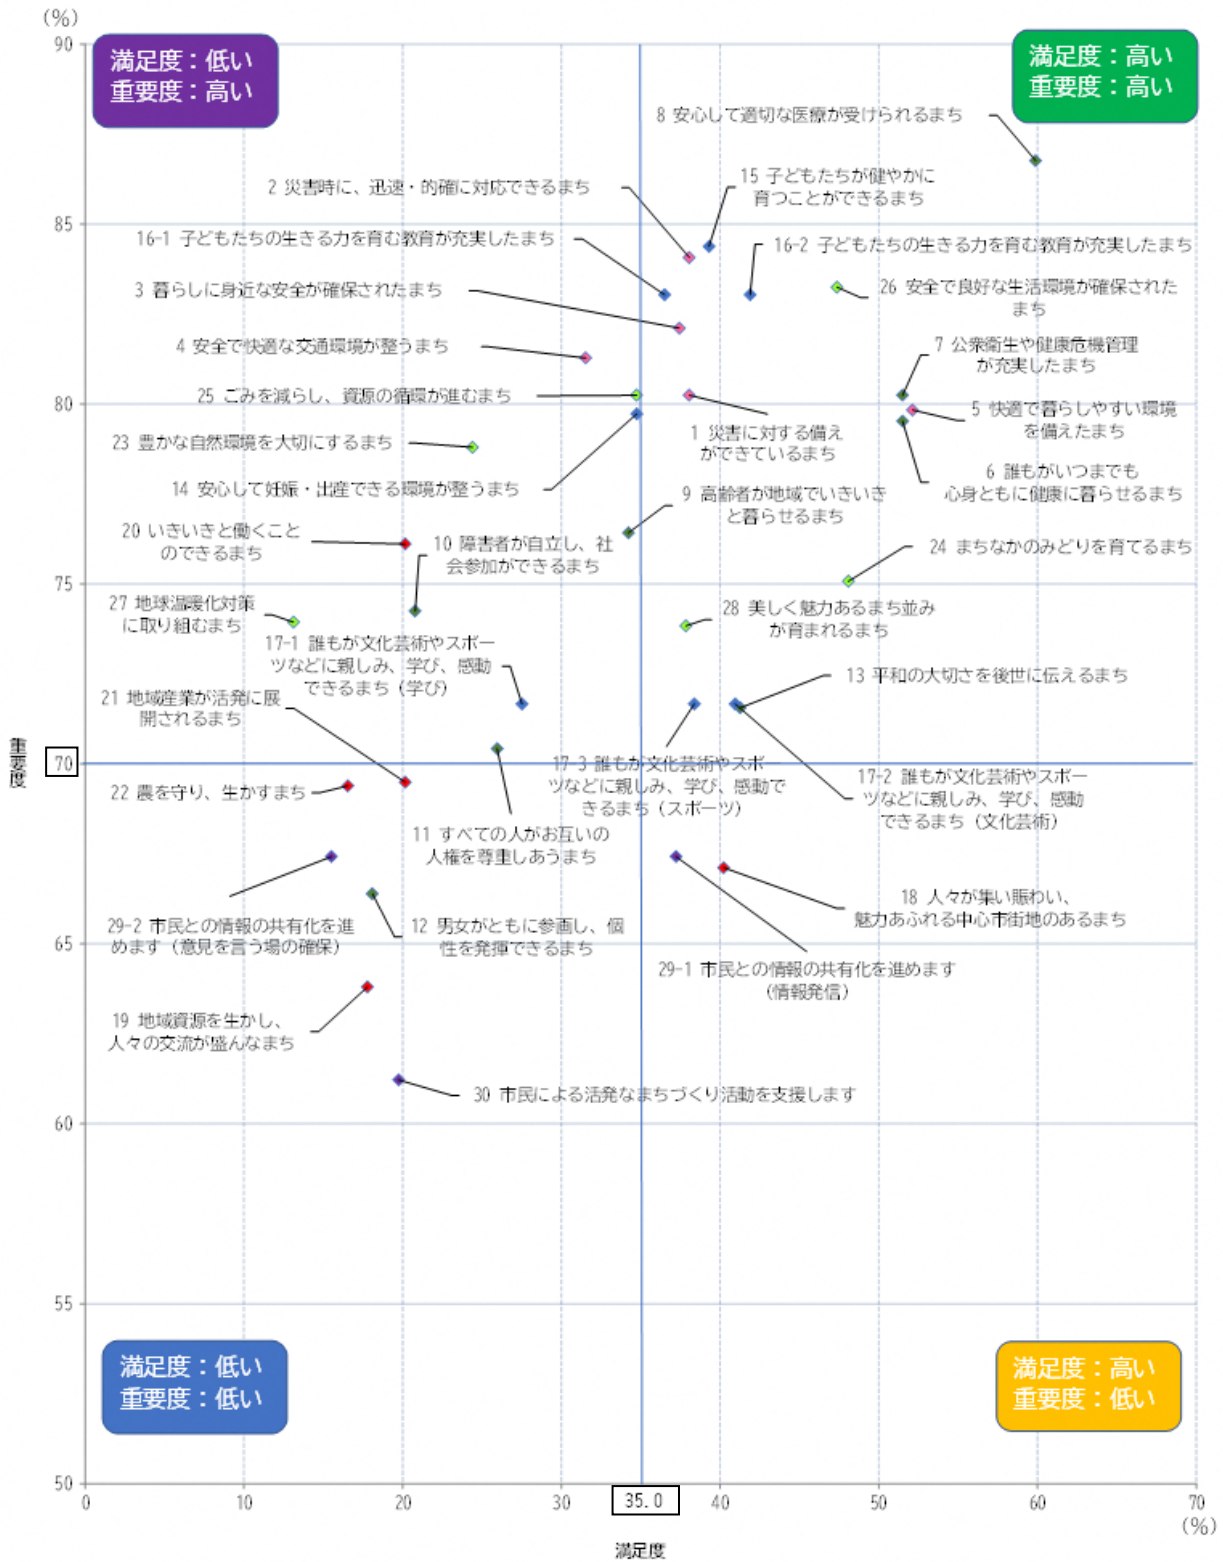 (%)
90
満足度：低い
重要度：高い
満足度：高い
重要度：高い
8 安心して適切な医療が受けられるまち
15 子どもたちが健やかに
育つことができるまち
2 災害時に、迅速・的確に対応できるまち
85
16-1 子どもたちの生きる力を育む教育が充実したまち
16-2 子どもたちの生きる力を育む教育が充実したまち
3 暮らしに身近な安全が確保されたまち
26 安全で良好な生活環境が確保された
まち
4 安全で快適な交通環境が整うまち
7 公衆衛生や健康危機管理
が充実したまち
25 ごみを減らし、資源の循環が進むまち
80
5 快適で暮らしやすい環境
を備えたまち
1 災害に対する備え
ができているまち
23 豊かな自然環境を大切にするまち
6 誰もがいつまでも
心身ともに健康に暮らせるまち
14 安心して妊娠・出産できる環境が整うまち
9 高齢者が地域でいきいき
と暮らせるまち
20 いきいきと働くこと
のできるまち
10 障害者が自立し、社
会参加ができるまち
24 まちなかのみどりを育てるまち
75
27 地球温暖化対策
に取り組むまち
28 美しく魅力あるまち並み
が育まれるまち
17-1 誰もが文化芸術やスポー
ツなどに親しみ、学び、感動
できるまち（学び）
13 平和の大切さを後世に伝えるまち
21 地域産業が活発に展
開されるまち
重要度
70
17-3 誰もが文化芸術やスポー
ツなどに親しみ、学び、感動で
きるまち（スポーツ）
17-2 誰もが文化芸術やスポー
ツなどに親しみ、学び、感動
できるまち（文化芸術）
22 農を守り、生かすまち
11 すべての人がお互いの
人権を尊重しあうまち
18 人々が集い賑わい、
魅力あふれる中心市街地のあるまち
29-2 市民との情報の共有化を進
めます（意見を言う場の確保）
12 男女がともに参画し、個
性を発揮できるまち
65
29-1 市民との情報の共有化を進めます
（情報発信）
19 地域資源を生かし、
人々の交流が盛んなまち
30 市民による活発なまちづくり活動を支援します
60
55
満足度：低い
重要度：低い
満足度：高い
重要度：低い
50
0 10 20 30 35.0 40 50 60 70
(%)
満足度